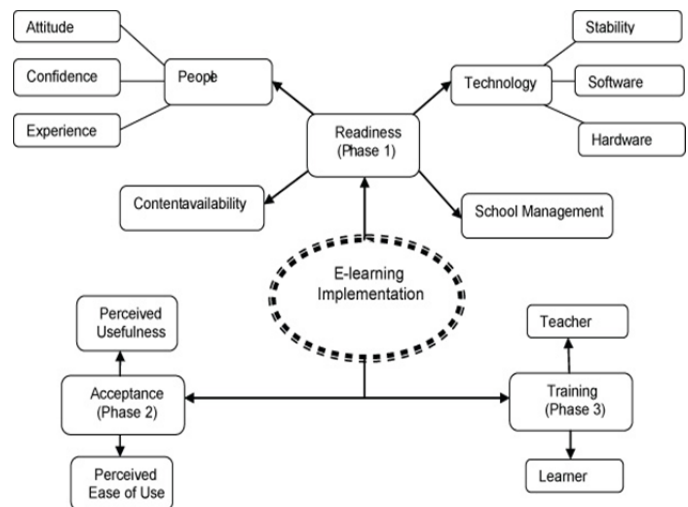 Attitude
Confidence
Experience
People
Readiness
(Phase 1)
Technology
Stability
Software
Hardware
Contentavailability
School Management
E-learning
Implementation
Perceived
Usefulness
Acceptance
(Phase 2)
Perceived
Ease of Use
Teacher
Training
(Phase 3)
Learner